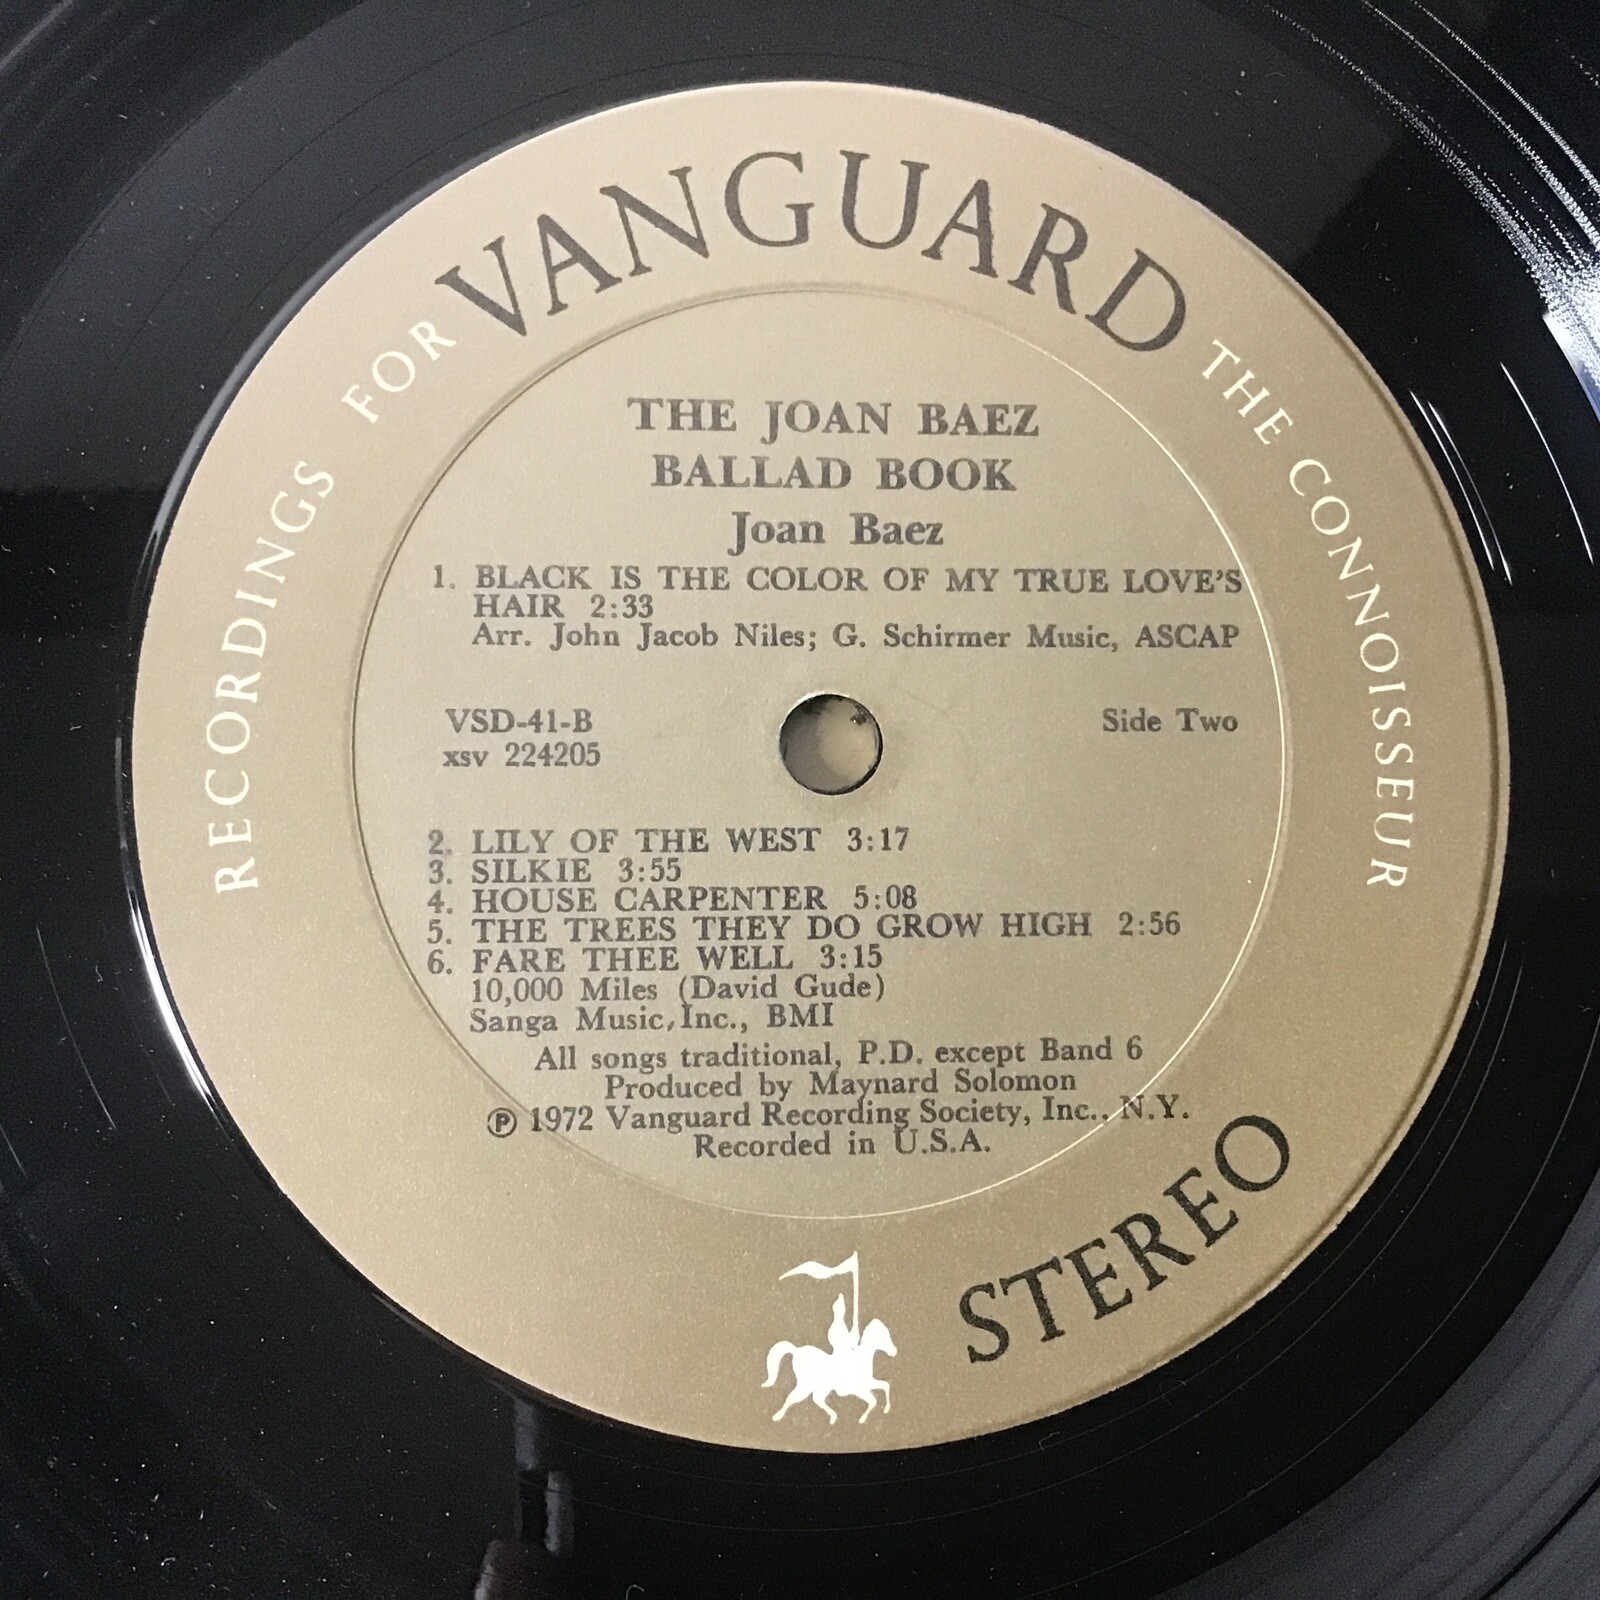 RECORDINGS FOR VANGUARD THE CONNOISSEUR
THE JOAN BAEZ
BALLAD BOOK
Joan Baez
1. BLACK IS THE COLOR OF MY TRUE LOVE'S
HAIR 2:33
Arr. John Jacob Niles; G. Schirmer Music, ASCAP
VSD-41-B
xsv 224205
Side Two
2. LILY OF THE WEST 3:17
3. SILKIE 3:55
4. HOUSE CARPENTER 5:08
5. THE TREES THEY DO GROW HIGH 2:56
6. FARE THEE WELL 3:15
10,000 Miles (David Gude)
Sanga Music, Inc., BMI
All songs traditional, P.D. except Band 6
Produced by Maynard Solomon
℗ 1972 Vanguard Recording Society, Inc., N.Y.
Recorded in U.S.A.
STEREO